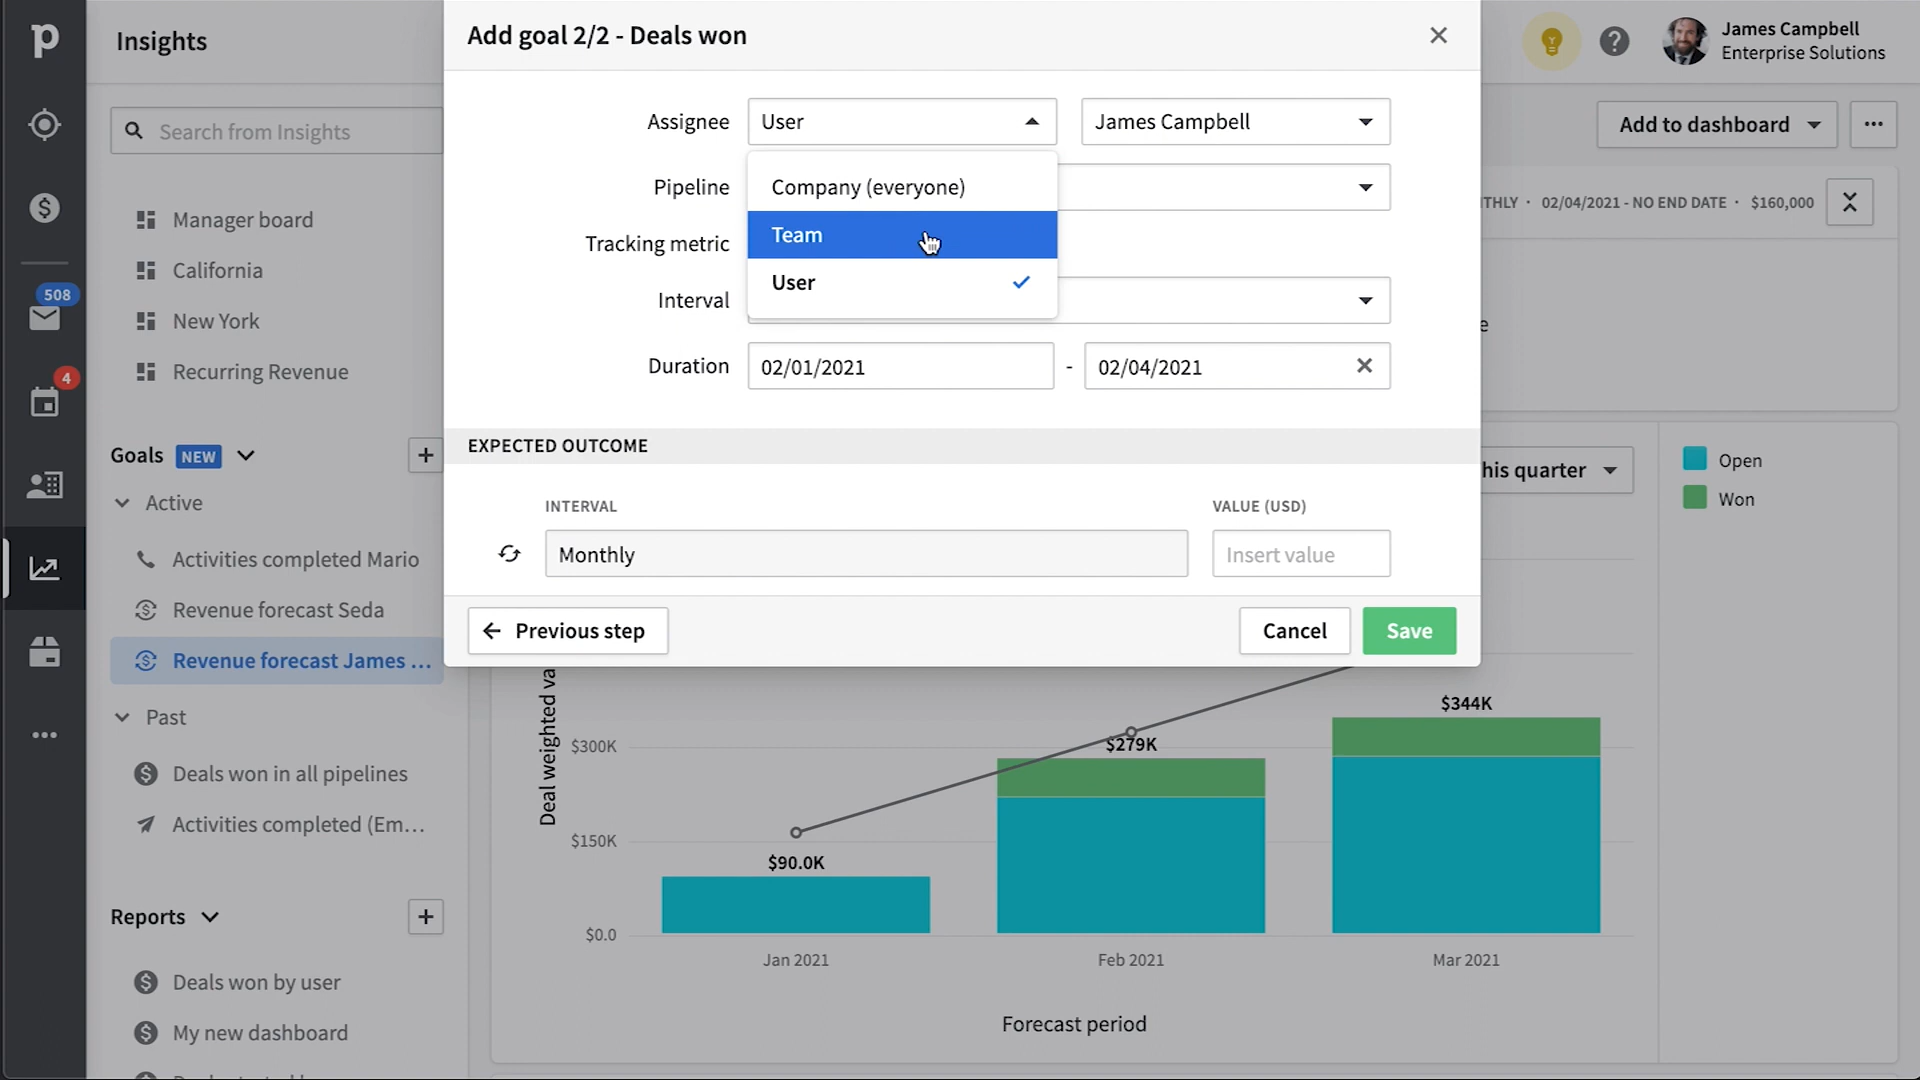 p
Insights
Search from Insights
Manager board
California
New York
Recurring Revenue
Goals NEW
Active
Activities completed Mario
Revenue forecast Seda
Revenue forecast James ...
Past
Deals won in all pipelines
Activities completed (Em...
Reports
Deals won by user
My new dashboard
508
4
Add goal 2/2 - Deals won
Assignee User James Campbell
Company (everyone)
Team
User
Pipeline
Tracking metric
Interval
Duration 02/01/2021 - 02/04/2021
EXPECTED OUTCOME
INTERVAL VALUE (USD)
Monthly Insert value
Previous step Cancel Save
James Campbell
Enterprise Solutions
Add to dashboard
THLY · 02/04/2021 - NO END DATE · $160,000
e
his quarter
Open
Won
Deal weighted va
$300K
$150K
$0.0
$90.0K
$279K
$344K
Jan 2021
Feb 2021
Mar 2021
Forecast period